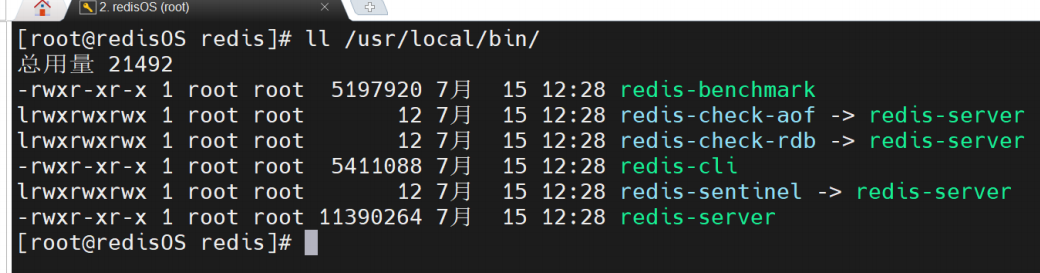 2. redisOS (root)
[root@redisOS redis]# ll /usr/local/bin/
总用量 21492
-rwxr-xr-x 1 root root  5197920 7月  15 12:28 redis-benchmark
lrwxrwxrwx 1 root root       12 7月  15 12:28 redis-check-aof -> redis-server
lrwxrwxrwx 1 root root       12 7月  15 12:28 redis-check-rdb -> redis-server
-rwxr-xr-x 1 root root  5411088 7月  15 12:28 redis-cli
lrwxrwxrwx 1 root root       12 7月  15 12:28 redis-sentinel -> redis-server
-rwxr-xr-x 1 root root 11390264 7月  15 12:28 redis-server
[root@redisOS redis]#